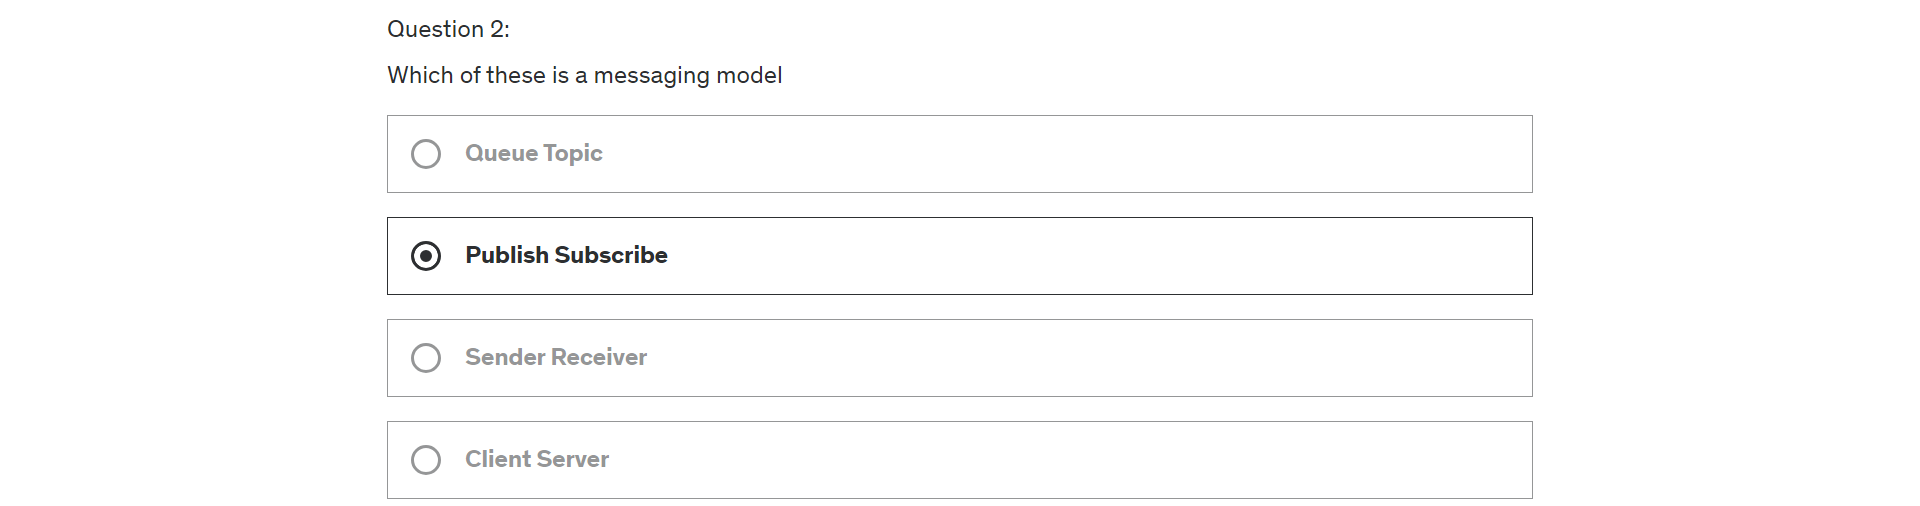 Question 2:
Which of these is a messaging model
Queue Topic
Publish Subscribe
Sender Receiver
Client Server